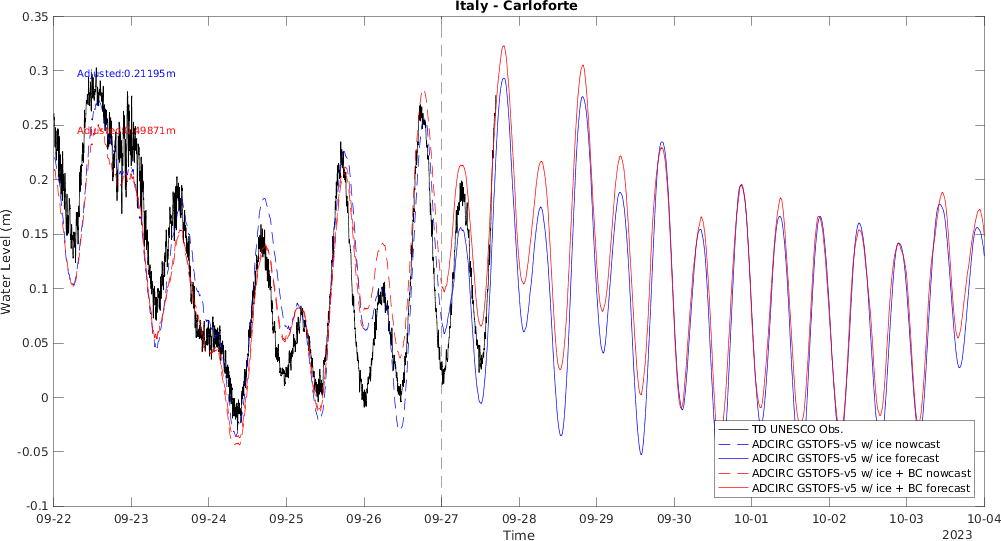 Italy - Carloforte
0.35
0.3
0.25
0.2
0.15
0.1
0.05
0
-0.05
-0.1
Water Level (m)
Adjusted:0.21195m
49871m
TD UNESCO Obs.
ADCIRC GSTOFS-v5 w/ ice nowcast
ADCIRC GSTOFS-v5 w/ ice forecast
ADCIRC GSTOFS-v5 w/ ice + BC nowcast
ADCIRC GSTOFS-v5 w/ ice + BC forecast
09-22 09-23 09-24 09-25 09-26 09-27 09-28 09-29 09-30 10-01 10-02 10-03 10-04
Time
2023